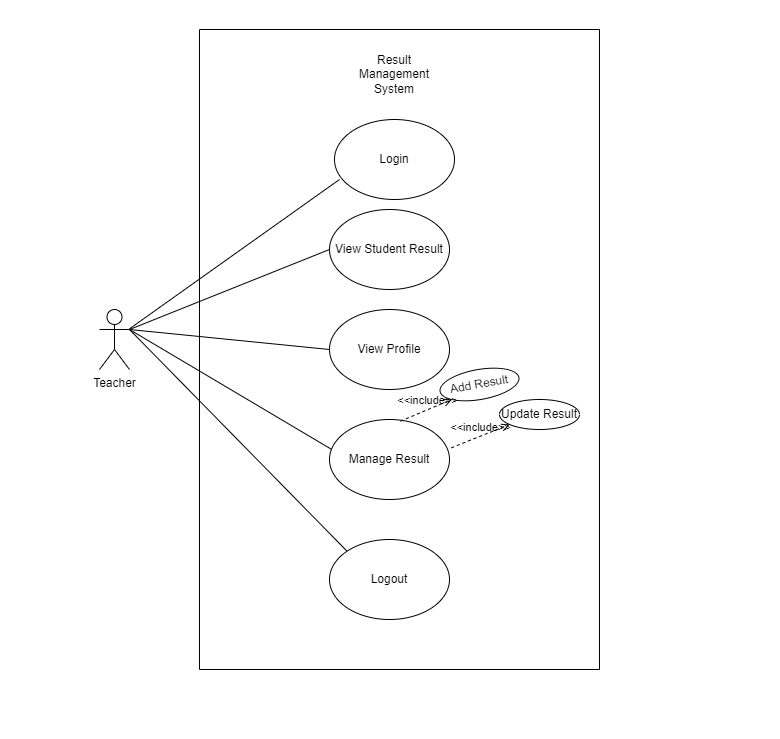 Result
Management
System
Login
View Student Result
View Profile
Teacher
Add Result
<<include>>
Update Result
<<include>>
Manage Result
Logout